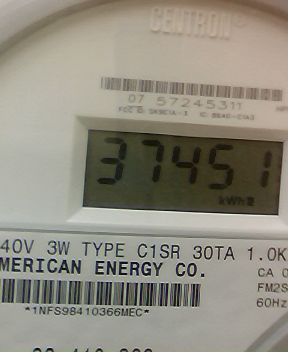 CENTRON®
07 57245311
37451
kWh
40V 3W TYPE C1SR 30TA 1.0K
MERICAN ENERGY CO.
CA 0
FM2S
60Hz
*1NFS98410366MEC*